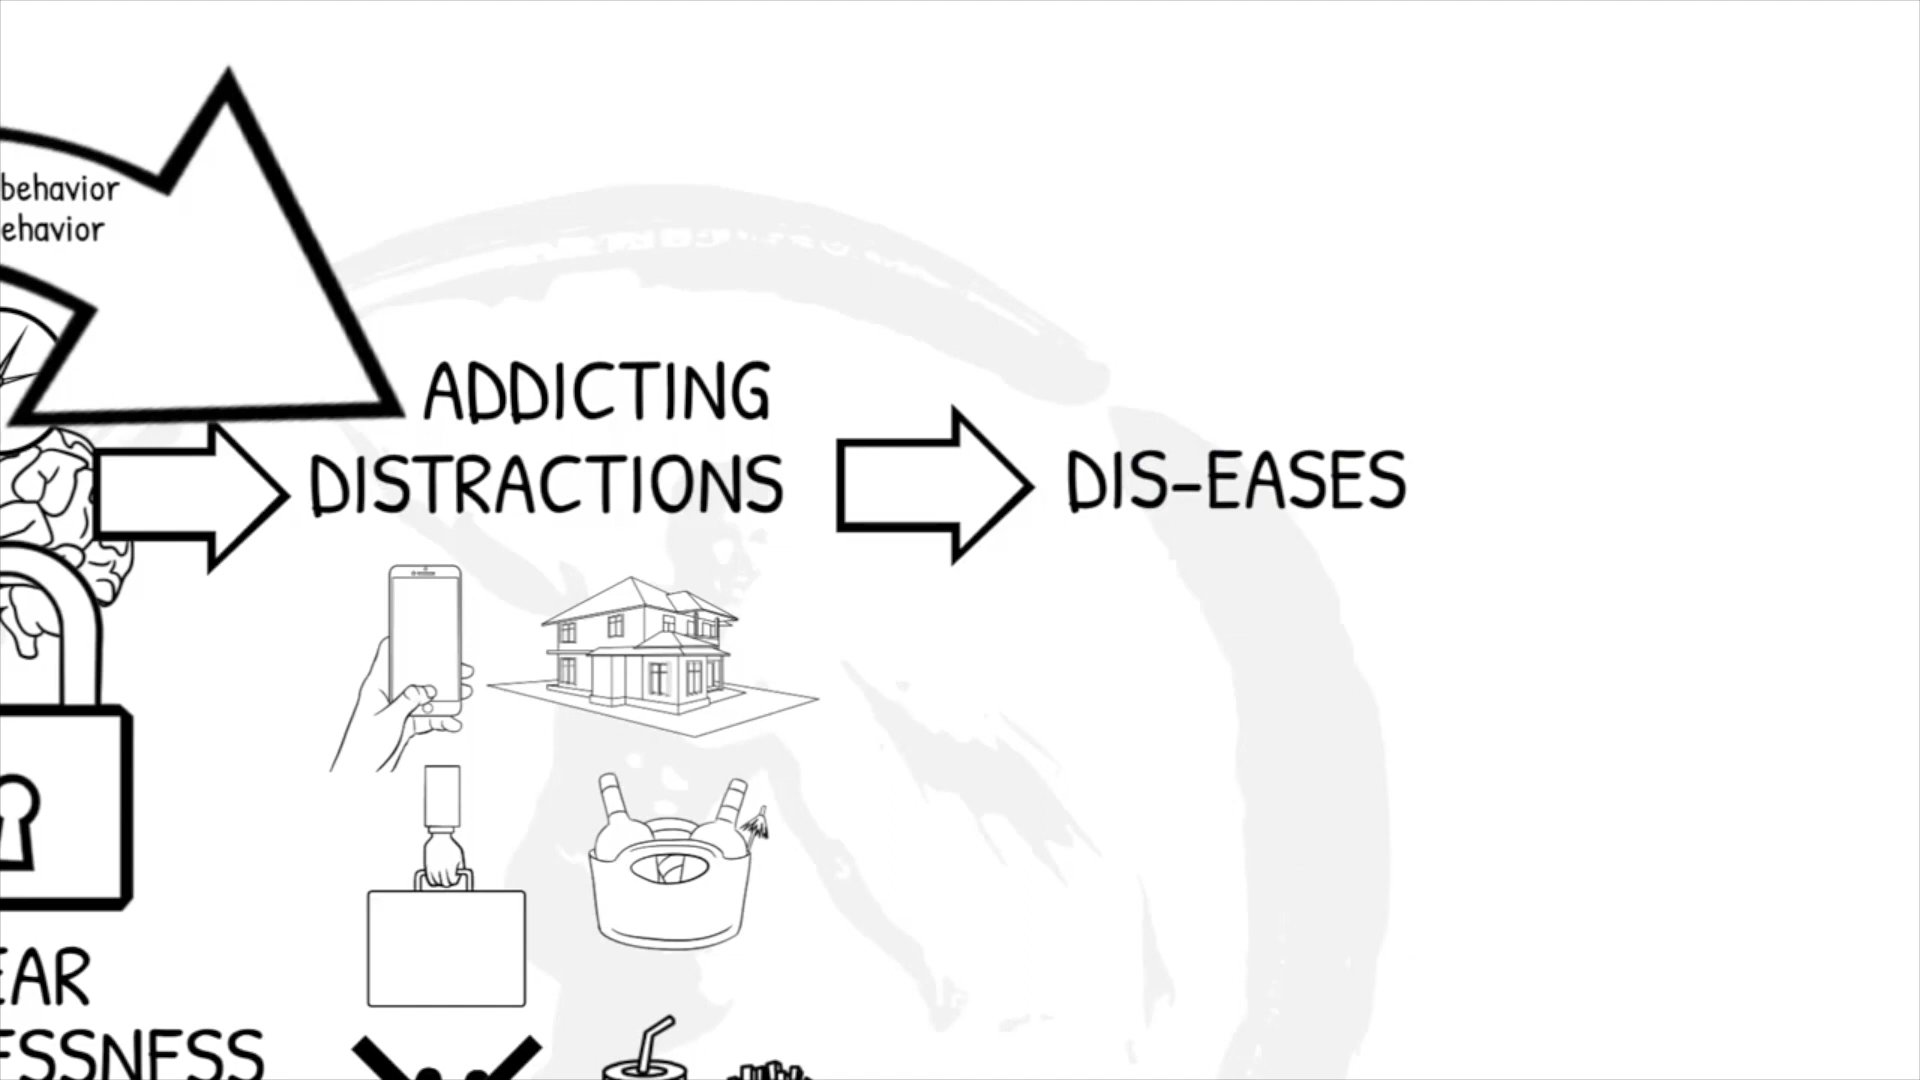 behavior
ehavior
ADDICTING
DISTRACTIONS
DIS-EASES
EAR
ESSNESS